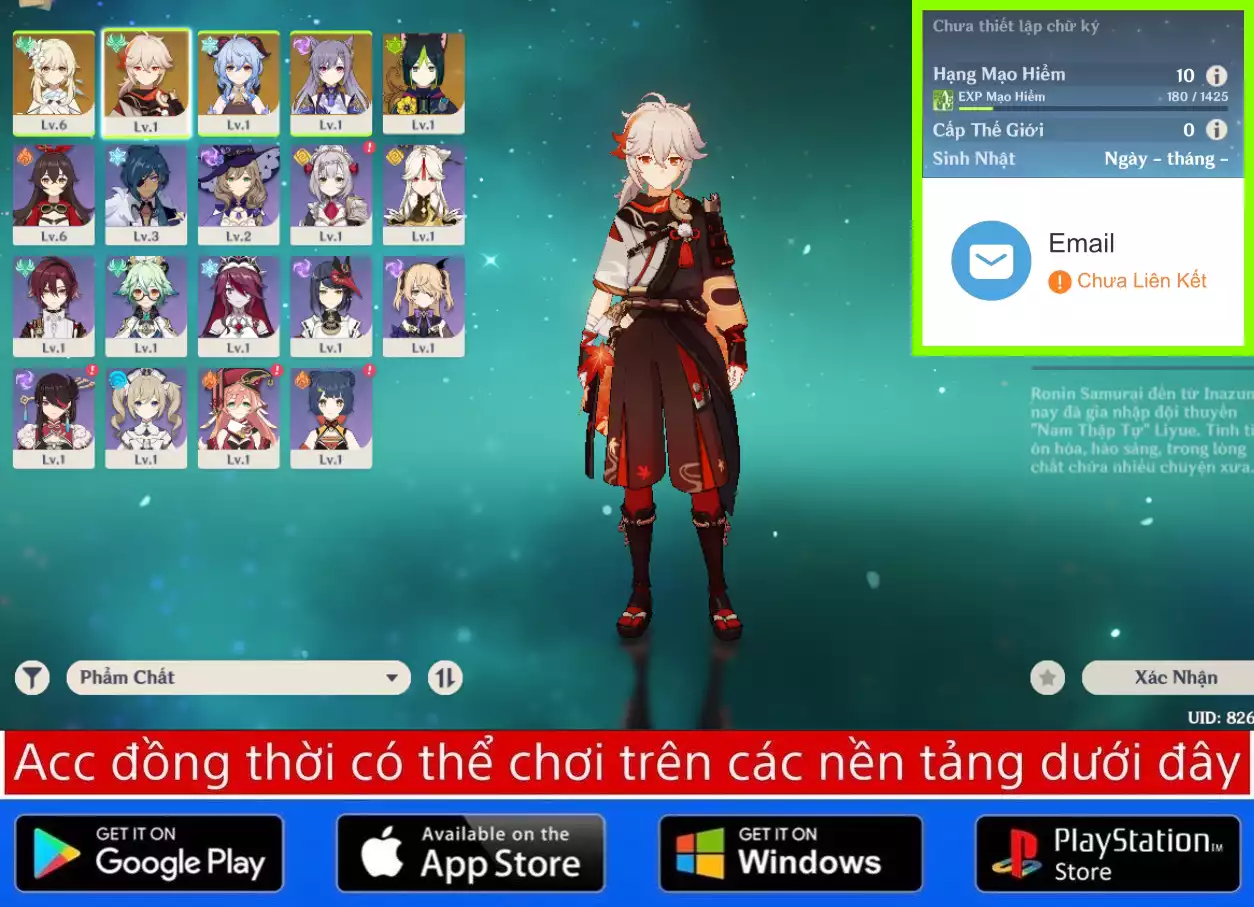 Chưa thiết lập chữ ký
Hạng Mạo Hiểm 10
EXP Mạo Hiểm 180 / 1425
Cấp Thế Giới 0
Sinh Nhật Ngày - tháng -
Email
! Chưa Liên Kết
Lv.6 Lv.1 Lv.1 Lv.1 Lv.1
Lv.6 Lv.3 Lv.2 Lv.1 Lv.1
Lv.1 Lv.1 Lv.1 Lv.1 Lv.1
Lv.1 Lv.1 Lv.1 Lv.1
Ronin Samurai đến từ Inazum
nay đã gia nhập đội thuyền
"Nam Thập Tự" Liyue. Tính tì
ôn hòa, hào sảng, trong lòng
chất chứa nhiều chuyện xưa.
Phẩm Chất
Xác Nhận
UID: 826
Acc đồng thời có thể chơi trên các nền tảng dưới đây
GET IT ON
Google Play
Available on the
App Store
GET IT ON
Windows
PlayStation™
Store